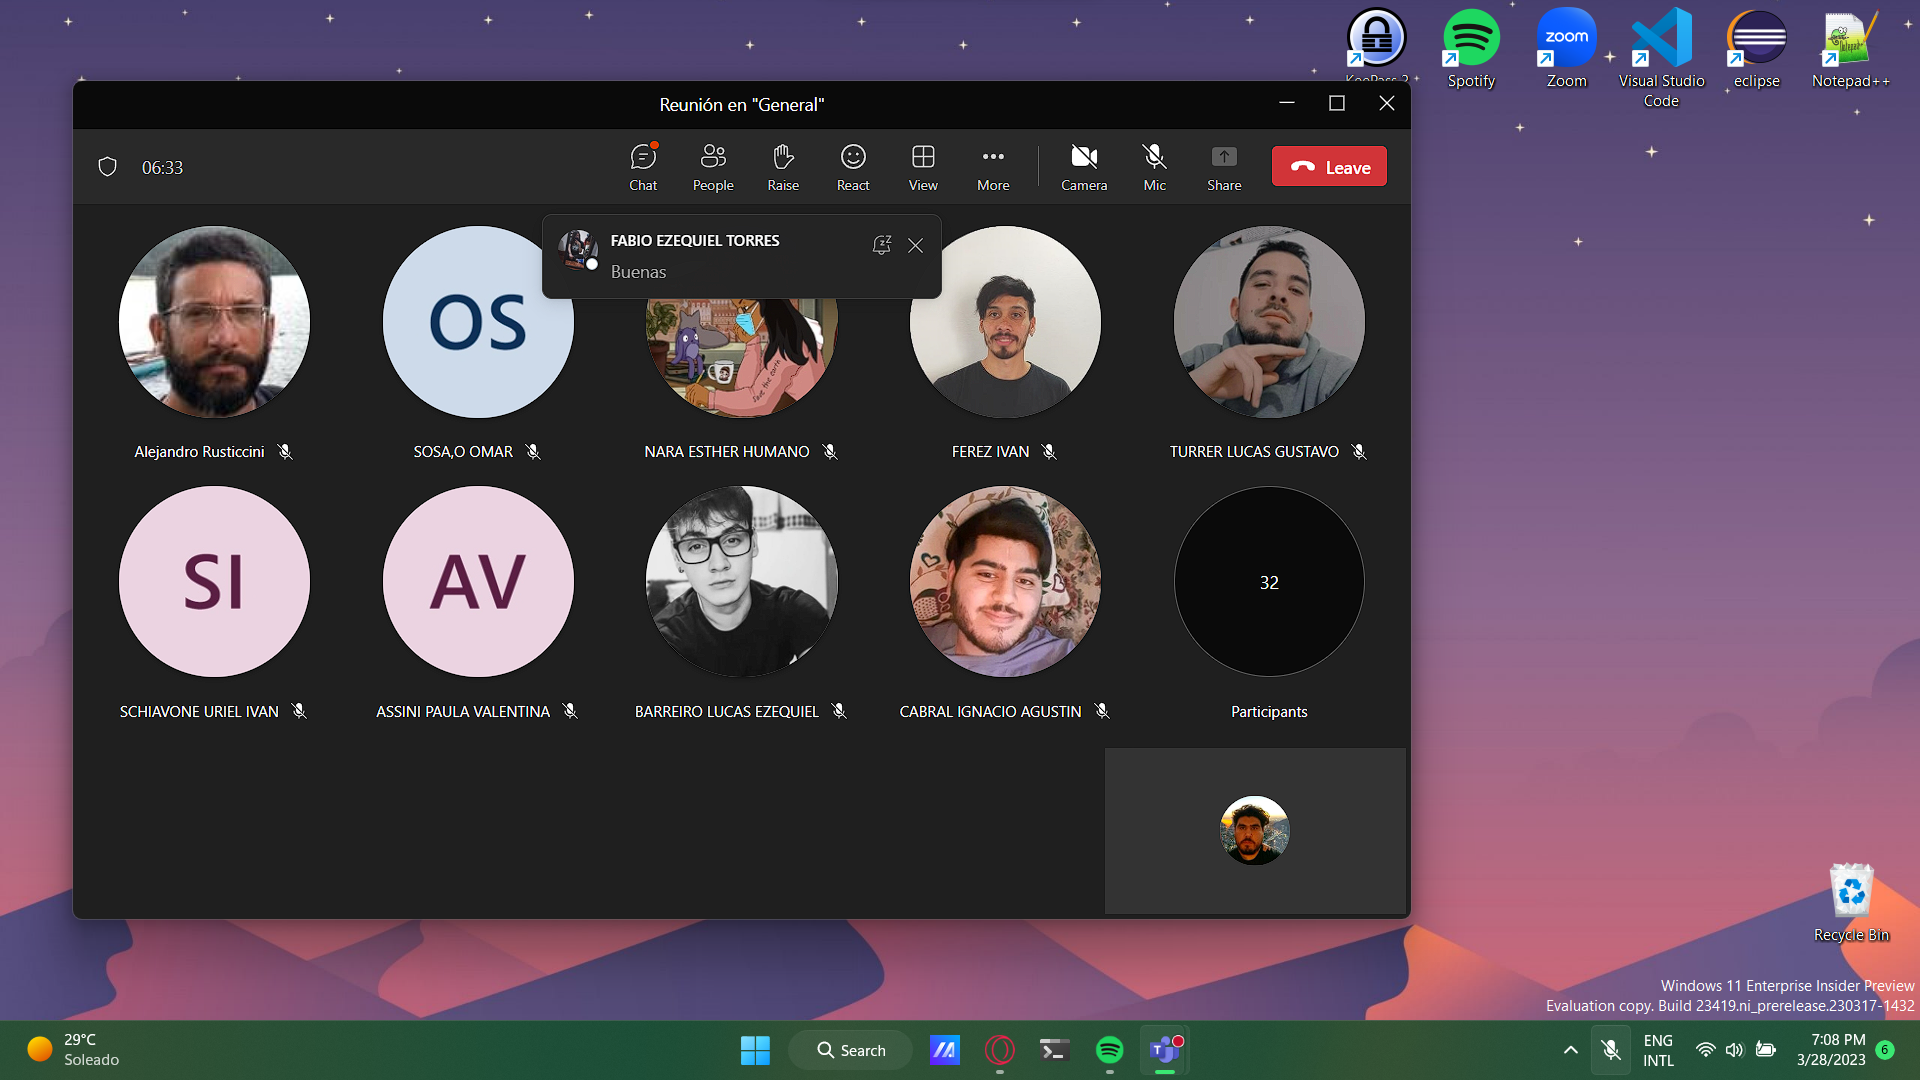 KeePass 2
Spotify
zoom
Zoom
Visual Studio
Code
eclipse
Notepad++
Reunión en "General"
06:33
Chat
People
Raise
React
View
More
Camera
Mic
Share
Leave
FABIO EZEQUIEL TORRES
Buenas
OS
save the earth
Alejandro Rusticcini
SOSA,O OMAR
NARA ESTHER HUMANO
FEREZ IVAN
TURRER LUCAS GUSTAVO
SI
AV
32
SCHIAVONE URIEL IVAN
ASSINI PAULA VALENTINA
BARREIRO LUCAS EZEQUIEL
CABRAL IGNACIO AGUSTIN
Participants
Recycle Bin
Windows 11 Enterprise Insider Preview
Evaluation copy. Build 23419.ni_prerelease.230317-1432
29°C
Soleado
Search
ENG
INTL
7:08 PM
3/28/2023
6